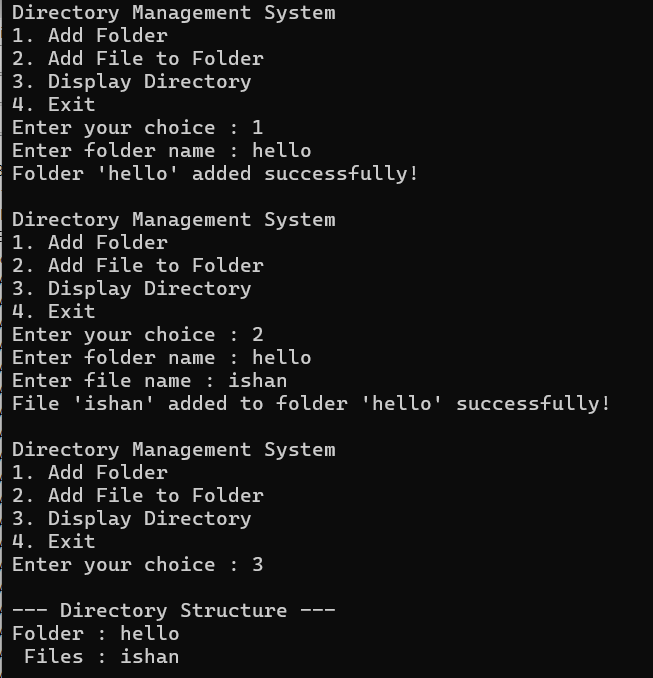 Directory Management System
1. Add Folder
2. Add File to Folder
3. Display Directory
4. Exit
Enter your choice : 1
Enter folder name : hello
Folder 'hello' added successfully!
Directory Management System
1. Add Folder
2. Add File to Folder
3. Display Directory
4. Exit
Enter your choice : 2
Enter folder name : hello
Enter file name : ishan
File 'ishan' added to folder 'hello' successfully!
Directory Management System
1. Add Folder
2. Add File to Folder
3. Display Directory
4. Exit
Enter your choice : 3
--- Directory Structure ---
Folder : hello
 Files : ishan